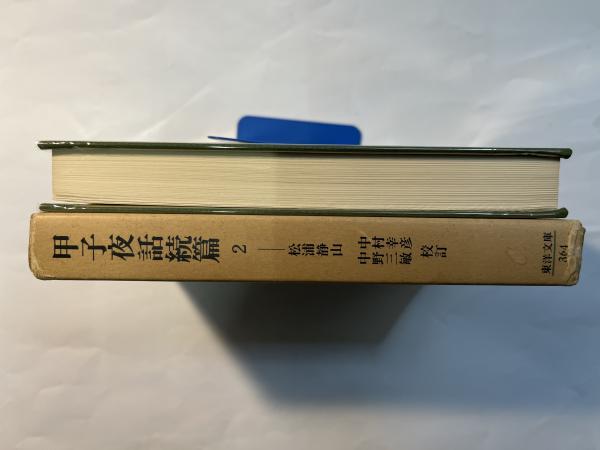 甲子夜話続篇 2
松浦静山
中村幸彦
中野三敏
校訂
東洋文庫
364